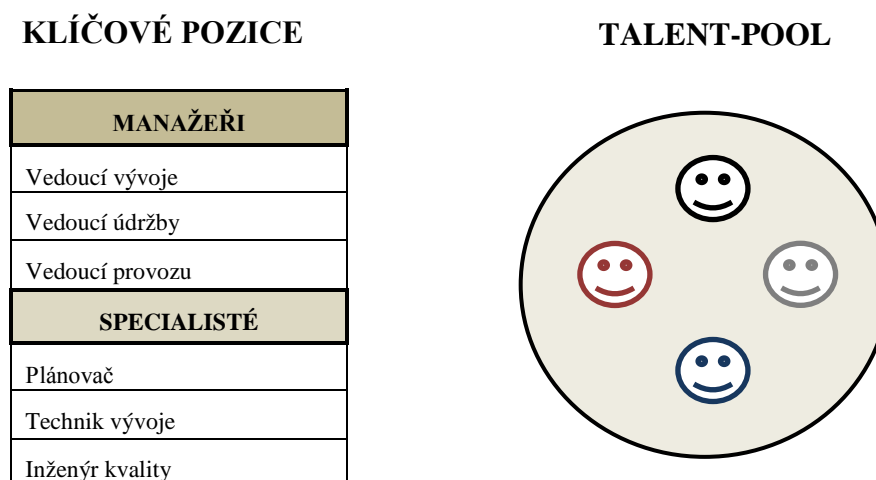 KLÍČOVÉ POZICE
TALENT-POOL
MANAŽEŘI
Vedoucí vývoje
Vedoucí údržby
Vedoucí provozu
SPECIALISTÉ
Plánovač
Technik vývoje
Inženýr kvality